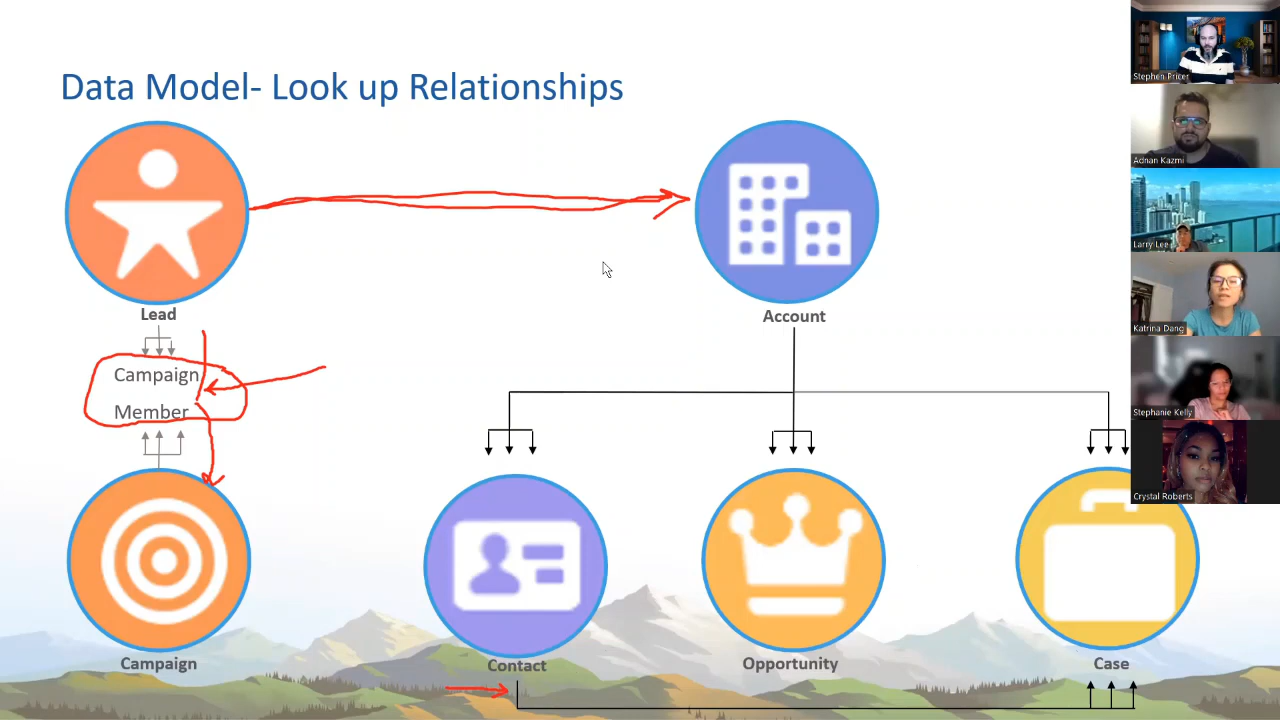 Data Model- Look up Relationships
Lead
Account
Campaign
Member
Campaign
Contact
Opportunity
Case
Stephen Pricer
Adnan Kazmi
Larry Lee
Katrina Dang
Stephanie Kelly
Crystal Roberts